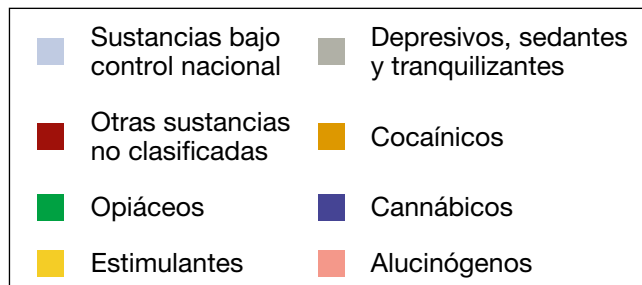 Sustancias bajo
control nacional
Depresivos, sedantes
y tranquilizantes
Otras sustancias
no clasificadas
Cocaínicos
Opiáceos
Cannábicos
Estimulantes
Alucinógenos